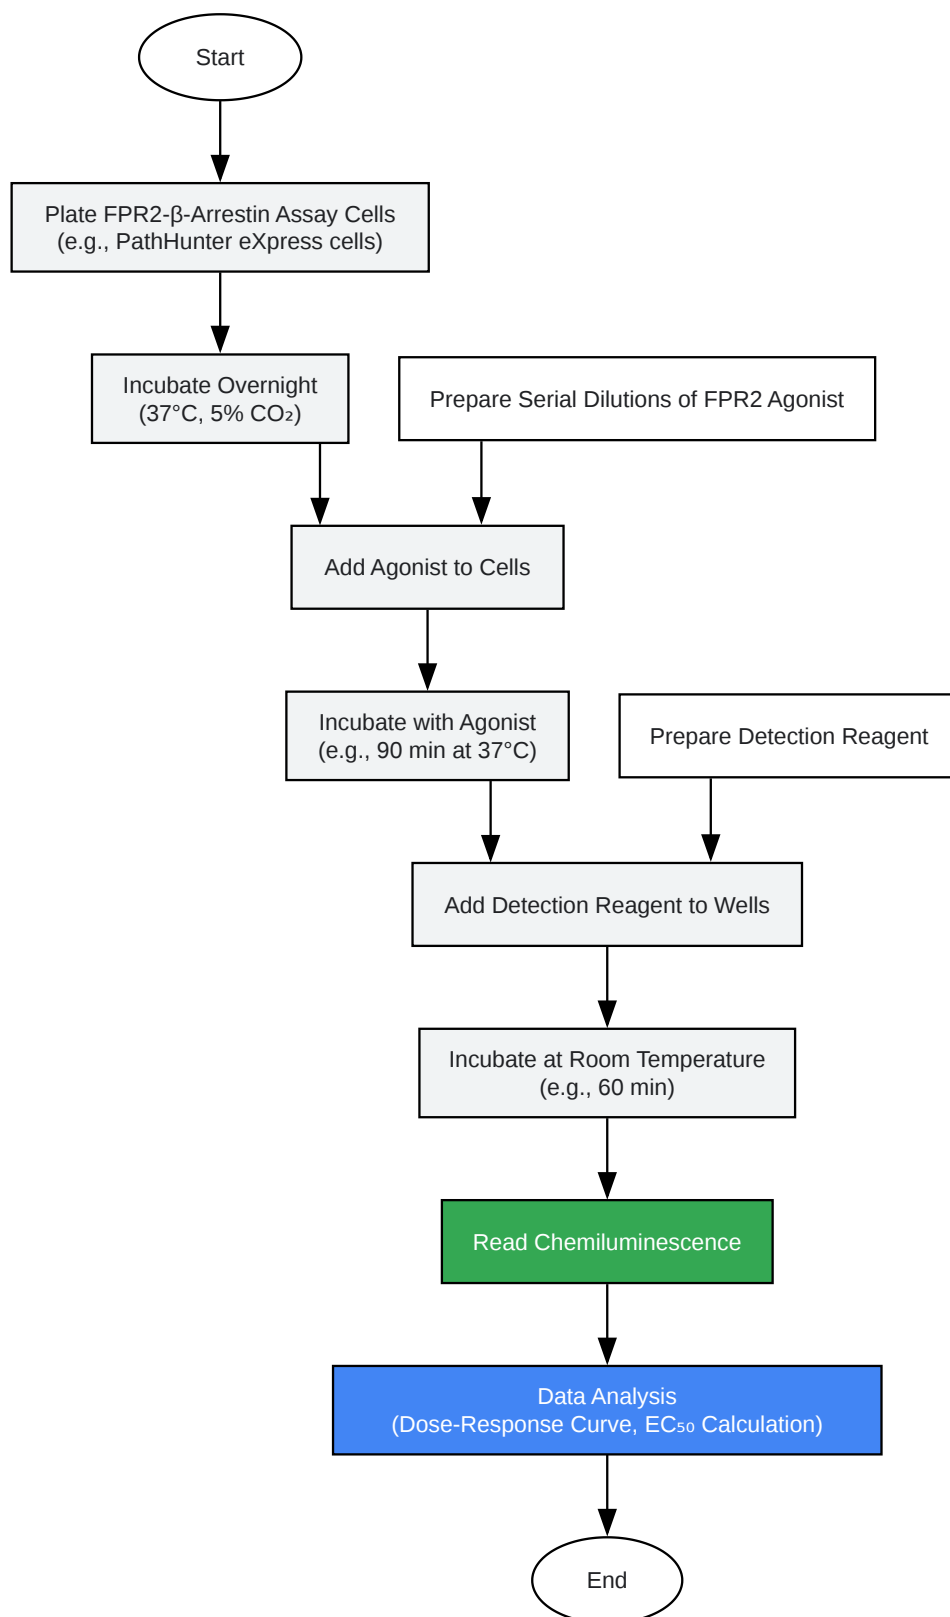 Start
Plate FPR2-β-Arrestin Assay Cells
(e.g., PathHunter eXpress cells)
Incubate Overnight
(37°C, 5% CO₂)
Prepare Serial Dilutions of FPR2 Agonist
Add Agonist to Cells
Incubate with Agonist
(e.g., 90 min at 37°C)
Prepare Detection Reagent
Add Detection Reagent to Wells
Incubate at Room Temperature
(e.g., 60 min)
Read Chemiluminescence
Data Analysis
(Dose-Response Curve, EC₅₀ Calculation)
End